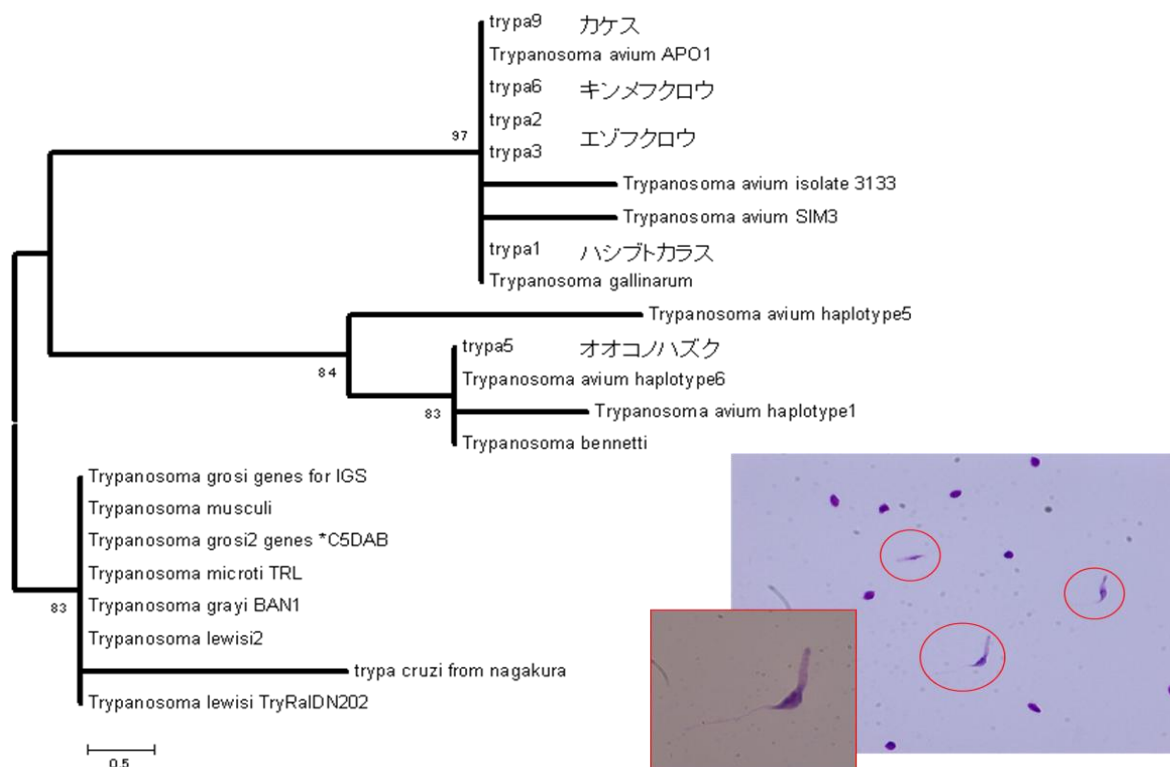 trypa9 カケス
Trypanosoma avium APO1
trypa6 キンメフクロウ
trypa2
エゾフクロウ
97
trypa3
Trypanosoma avium isolate 3133
Trypanosoma avium SIM3
trypa1 ハシブトカラス
Trypanosoma gallinarum
Trypanosoma avium haplotype5
trypa5 オオコノハズク
84
Trypanosoma avium haplotype6
83
Trypanosoma avium haplotype1
Trypanosoma bennetti
Trypanosoma grosi genes for IGS
Trypanosoma musculi
Trypanosoma grosi2 genes *C5DAB
Trypanosoma microti TRL
83
Trypanosoma grayi BAN1
Trypanosoma lewisi2
trypa cruzi from nagakura
Trypanosoma lewisi TryRalDN202
0.5